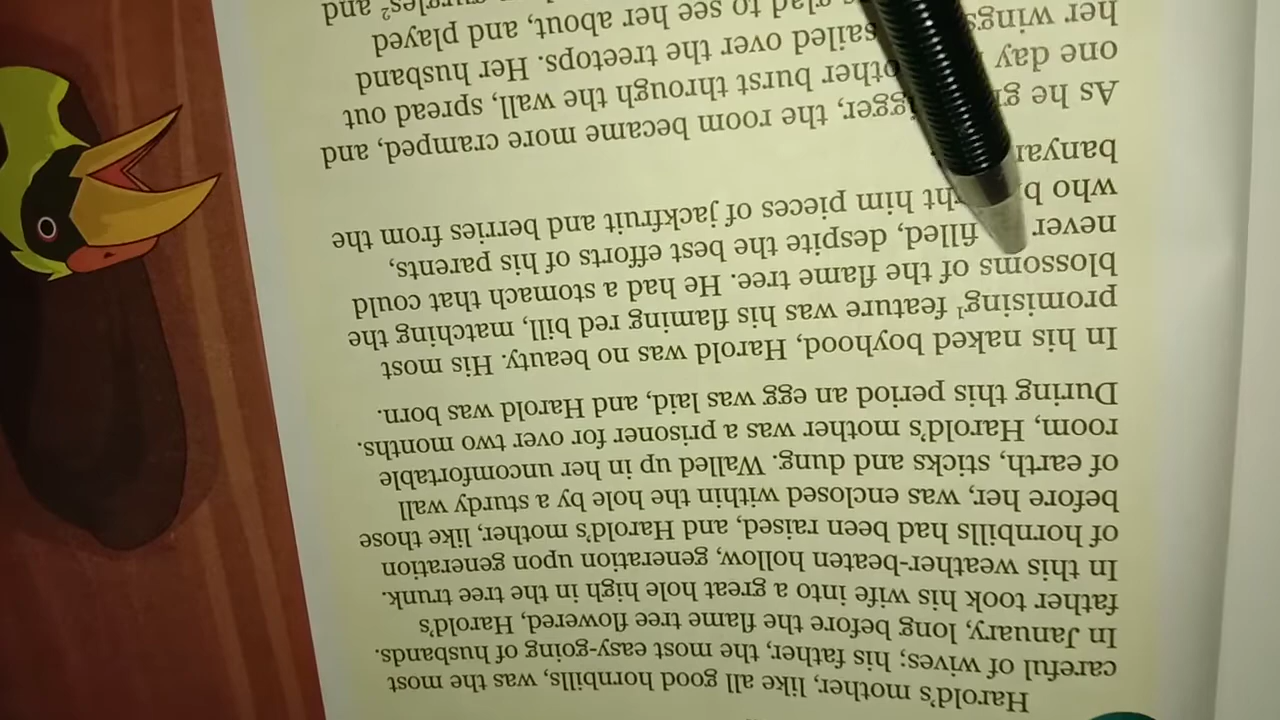 Harold's mother, like all good hornbills, was the most
careful of wives; his father, the most easy-going of husbands.
In January, long before the flame tree flowered, Harold's
father took his wife into a great hole high in the tree trunk.
In this weather-beaten hollow, generation upon generation
of hornbills had been raised, and Harold's mother, like those
before her, was enclosed within the hole by a sturdy wall
of earth, sticks and dung. Walled up in her uncomfortable
room, Harold's mother was a prisoner for over two months.
During this period an egg was laid, and Harold was born.
In his naked boyhood, Harold was no beauty. His most
promising¹ feature was his flaming red bill, matching the
blossoms of the flame tree. He had a stomach that could
never filled, despite the best efforts of his parents,
who him pieces of jackfruit and berries from the
As he the room became more cramped, and
one day burst through the wall, spread out
her wings sailed over the treetops. Her husband
glad to see her about, and played
and